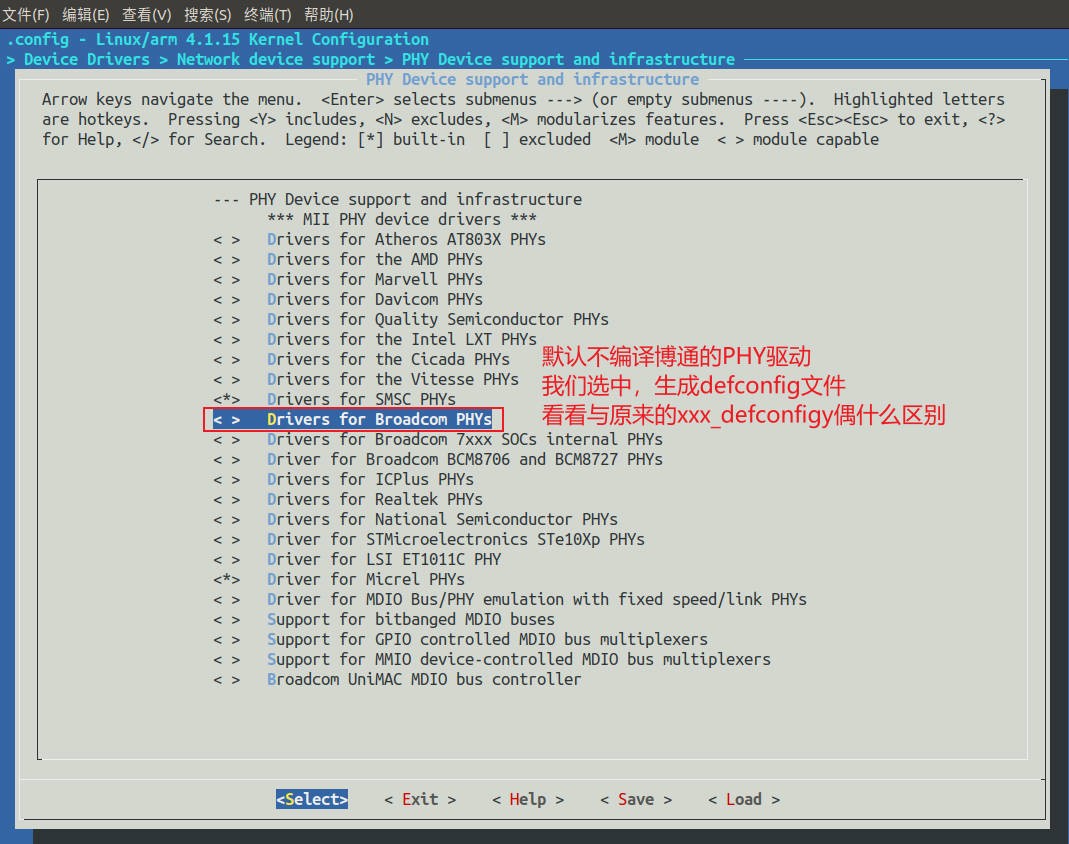 文件(F) 编辑(E) 查看(V) 搜索(S) 终端(T) 帮助(H)
.config - Linux/arm 4.1.15 Kernel Configuration
> Device Drivers > Network device support > PHY Device support and infrastructure
PHY Device support and infrastructure
Arrow keys navigate the menu. <Enter> selects submenus ---> (or empty submenus ----). Highlighted letters
are hotkeys. Pressing <Y> includes, <N> excludes, <M> modularizes features. Press <Esc><Esc> to exit, <?>
for Help, </> for Search. Legend: [*] built-in [ ] excluded <M> module < > module capable
--- PHY Device support and infrastructure
*** MII PHY device drivers ***
< > Drivers for Atheros AT803X PHYs
< > Drivers for the AMD PHYs
< > Drivers for Marvell PHYs
< > Drivers for Davicom PHYs
< > Drivers for Quality Semiconductor PHYs
< > Drivers for the Intel LXT PHYs
< > Drivers for the Cicada PHYs
< > Drivers for the Vitesse PHYs
<*> Drivers for SMSC PHYs
< > Drivers for Broadcom PHYs
默认不编译博通的PHY驱动
我们选中，生成defconfig文件
看看与原来的xxx_defconfigy偶什么区别
< > Drivers for Broadcom 7xxx SOCs internal PHYs
< > Driver for Broadcom BCM8706 and BCM8727 PHYs
< > Drivers for ICPlus PHYs
< > Drivers for Realtek PHYs
< > Drivers for National Semiconductor PHYs
< > Driver for STMicroelectronics STe10Xp PHYs
< > Driver for LSI ET1011C PHY
<*> Driver for Micrel PHYs
< > Driver for MDIO Bus/PHY emulation with fixed speed/link PHYs
< > Support for bitbanged MDIO buses
< > Support for GPIO controlled MDIO bus multiplexers
< > Support for MMIO device-controlled MDIO bus multiplexers
< > Broadcom UniMAC MDIO bus controller
<Select> < Exit > < Help > < Save > < Load >